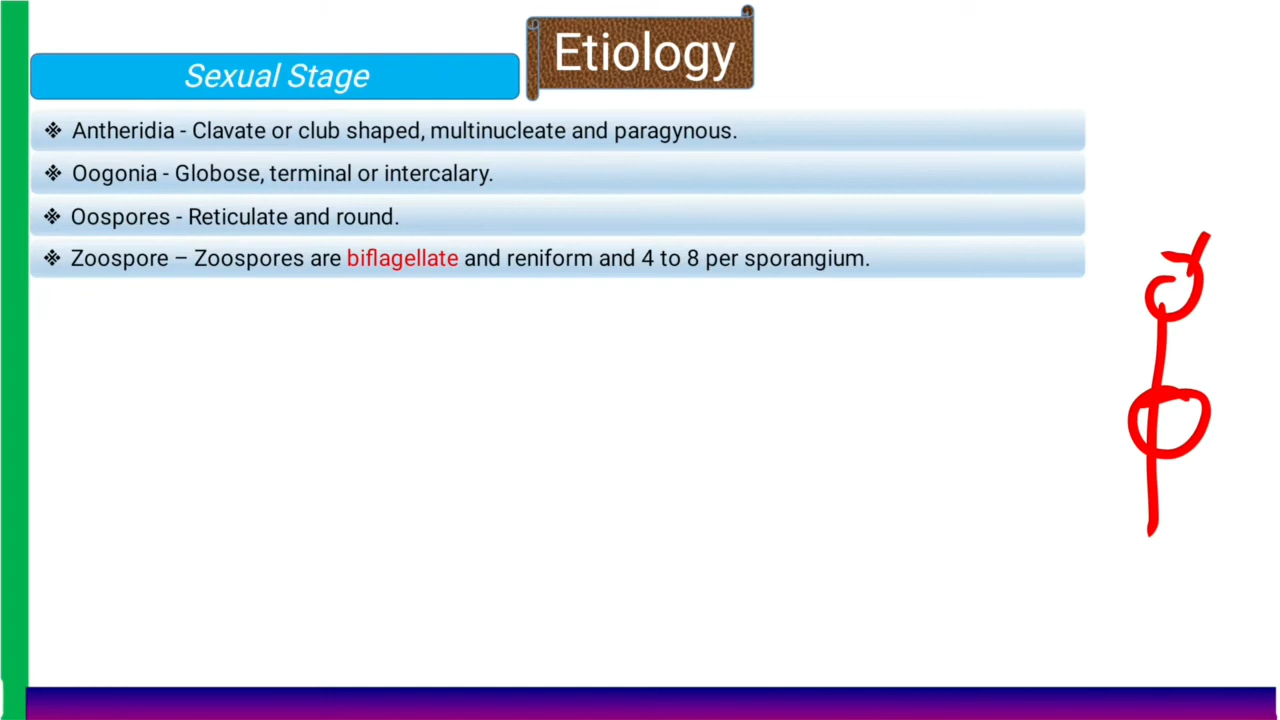 Etiology
Sexual Stage
❖ Antheridia - Clavate or club shaped, multinucleate and paragynous.
❖ Oogonia - Globose, terminal or intercalary.
❖ Oospores - Reticulate and round.
❖ Zoospore – Zoospores are biflagellate and reniform and 4 to 8 per sporangium.